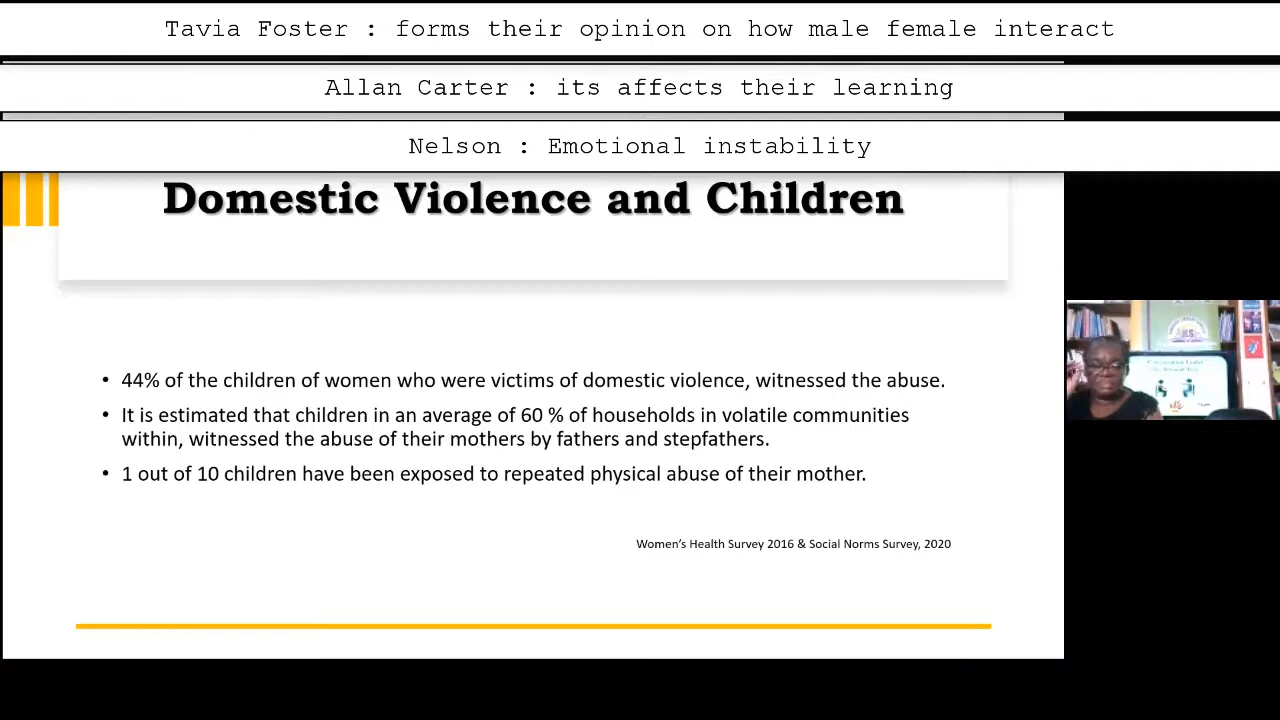 Tavia Foster : forms their opinion on how male female interact
Allan Carter : its affects their learning
Nelson : Emotional instability
Domestic Violence and Children
• 44% of the children of women who were victims of domestic violence, witnessed the abuse.
• It is estimated that children in an average of 60 % of households in volatile communities
within, witnessed the abuse of their mothers by fathers and stepfathers.
• 1 out of 10 children have been exposed to repeated physical abuse of their mother.
Women's Health Survey 2016 & Social Norms Survey, 2020